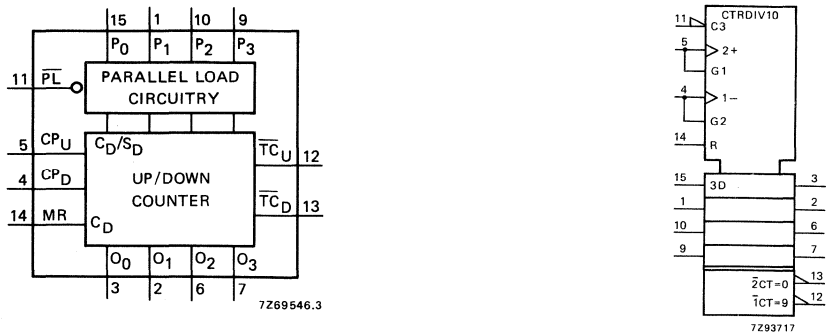 15 1 10 9
P0 P1 P2 P3
11 PL PARALLEL LOAD
CIRCUITRY
5 CPU CD/SD TCU 12
UP/DOWN
4 CPD COUNTER TCD 13
14 MR CD
O0 O1 O2 O3
3 2 6 7
7Z69546.3
CTRDIV10
11 C3
5 2+
G1
4 1−
G2
14 R
15 3D 3
1 2
10 6
9 7
2CT=0 13
1CT=9 12
7Z93717